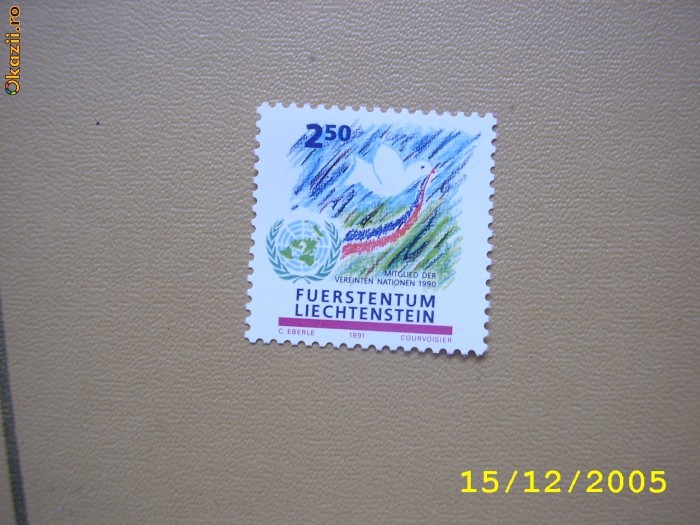 Okazii.ro
2.50
MITGLIED DER
VEREINTEN NATIONEN 1990
FUERSTENTUM
LIECHTENSTEIN
C. EBERLE 1991 COURVOISIER
15/12/2005